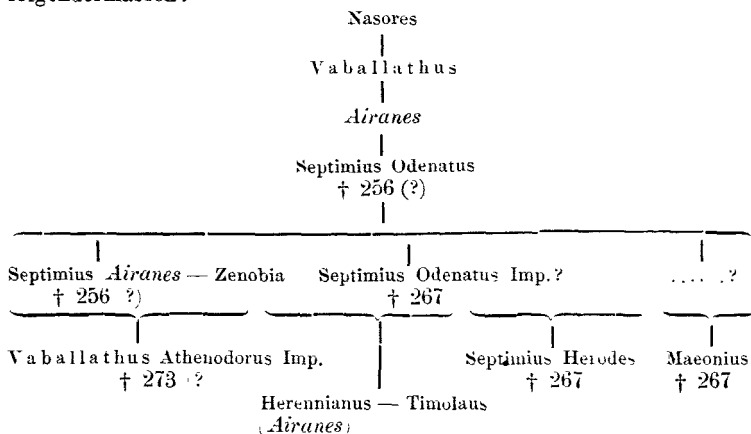 Nasores
Vaballathus
Airanes
Septimius Odenatus
† 256 (?)
Septimius Airanes — Zenobia Septimius Odenatus Imp.? ..... .?
† 256 ?) † 267
Vaballathus Athenodorus Imp. Septimius Herodes Maeonius
† 273 ? † 267 † 267
Herennianus — Timolaus
(Airanes)